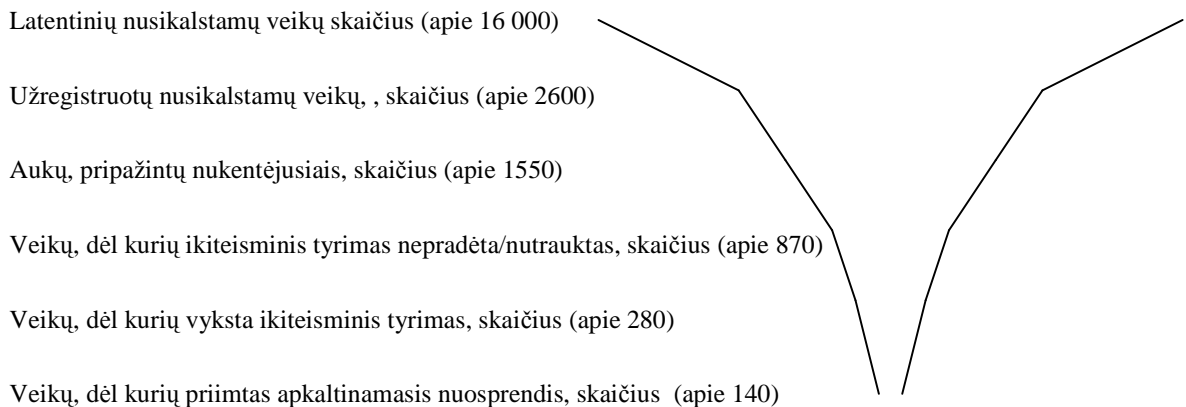 Latentinių nusikalstamų veikų skaičius (apie 16 000)
Užregistruotų nusikalstamų veikų, , skaičius (apie 2600)
Aukų, pripažintų nukentėjusiais, skaičius (apie 1550)
Veikų, dėl kurių ikiteisminis tyrimas nepradėta/nutrauktas, skaičius (apie 870)
Veikų, dėl kurių vyksta ikiteisminis tyrimas, skaičius (apie 280)
Veikų, dėl kurių priimtas apkaltinamasis nuosprendis, skaičius  (apie 140)